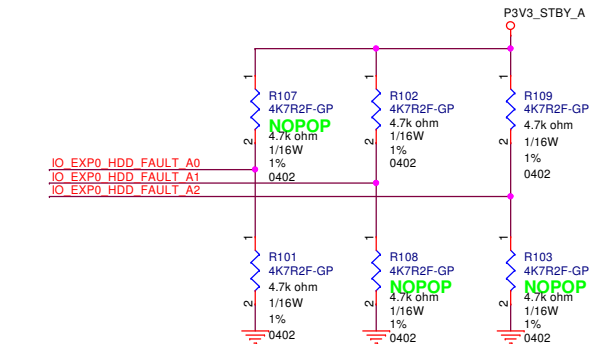 P3V3_STBY_A
1
R107
4K7R2F-GP
NOPOP
4.7k ohm
2
1/16W
1%
0402
1
R102
4K7R2F-GP
4.7k ohm
1/16W
2
1%
0402
1
R109
4K7R2F-GP
4.7k ohm
1/16W
2
1%
0402
IO_EXP0_HDD_FAULT_A0
IO_EXP0_HDD_FAULT_A1
IO_EXP0_HDD_FAULT_A2
1
R101
4K7R2F-GP
4.7k ohm
2
1/16W
1%
0402
1
R108
4K7R2F-GP
NOPOP
4.7k ohm
2
1/16W
1%
0402
1
R103
4K7R2F-GP
NOPOP
4.7k ohm
2
1/16W
1%
0402